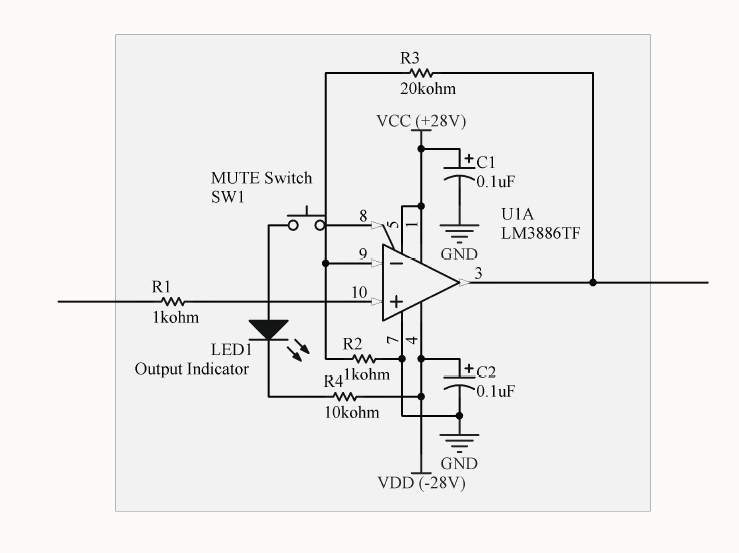 R3
20kohm
VCC (+28V)
+ C1
0.1uF
MUTE Switch
SW1
8
5
1
U1A
LM3886TF
GND
9
3
R1
10
1kohm
7
4
LED1
R2
1kohm
Output Indicator
R4
10kohm
+ C2
0.1uF
GND
VDD (-28V)